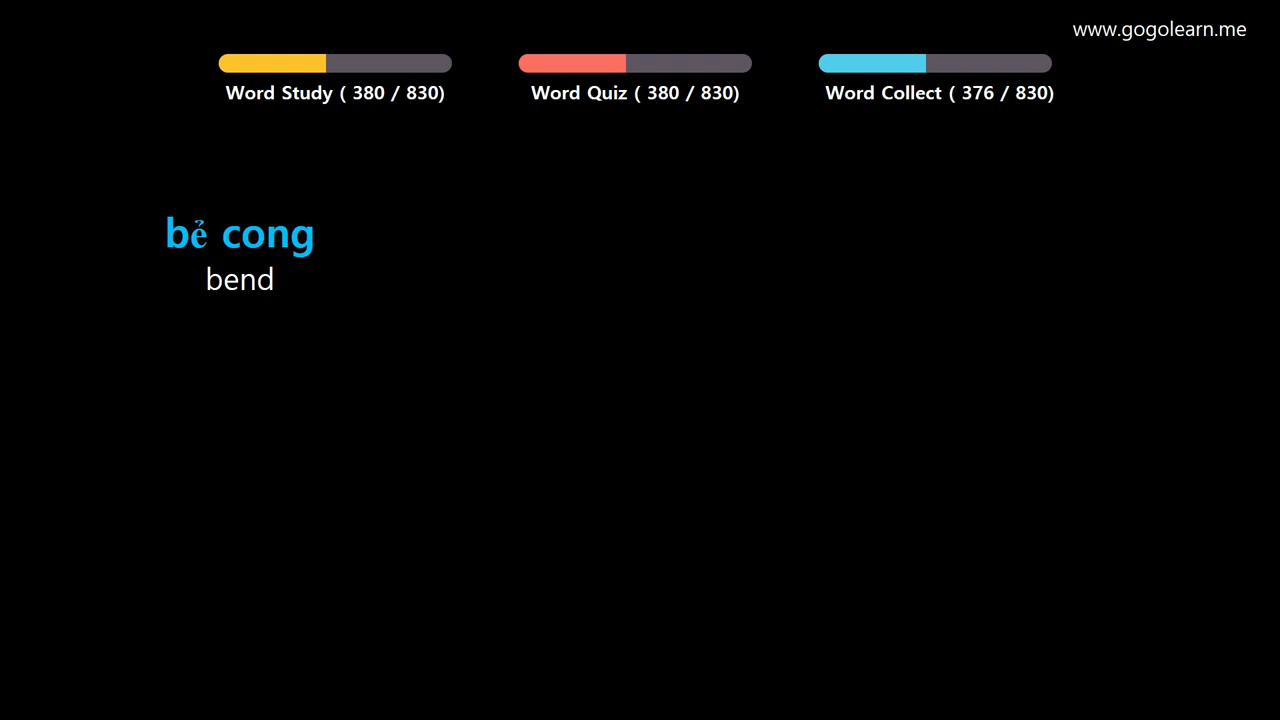 www.gogolearn.me
Word Study ( 380 / 830)
Word Quiz ( 380 / 830)
Word Collect ( 376 / 830)
bẻ cong
bend